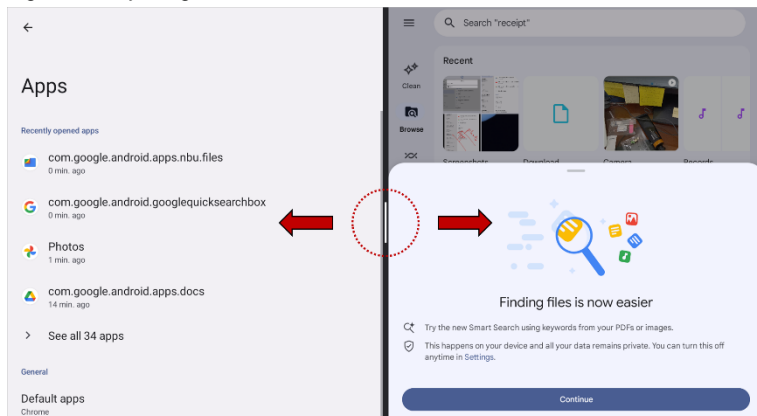 Apps
Recently opened apps
com.google.android.apps.nbu.files
0 min. ago
com.google.android.googlequicksearchbox
0 min. ago
Photos
1 min. ago
com.google.android.apps.docs
14 min. ago
See all 34 apps
General
Default apps
Chrome
Search "receipt"
Clean
Browse
Recent
Screenshots
Download
Camera
Records
Finding files is now easier
Try the new Smart Search using keywords from your PDFs or images.
This happens on your device and all your data remains private. You can turn this off
anytime in Settings.
Continue